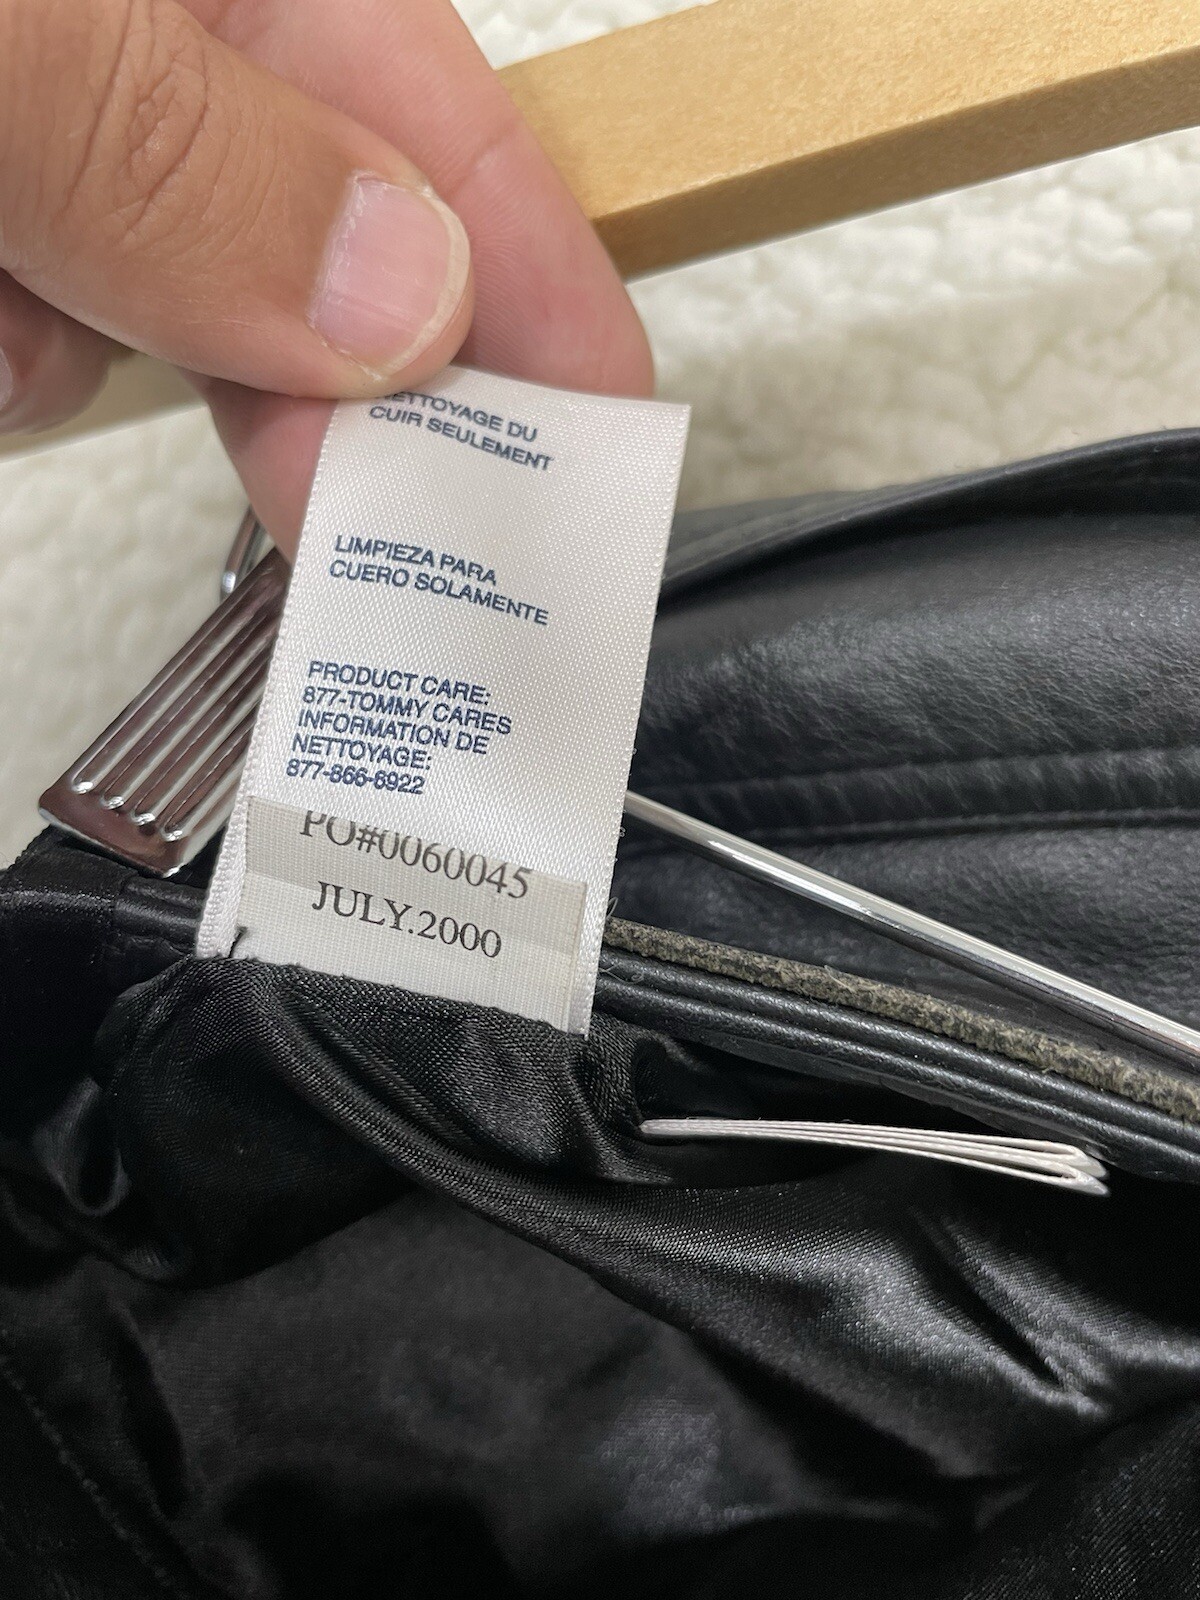 NETTOYAGE DU
CUIR SEULEMENT
LIMPIEZA PARA
CUERO SOLAMENTE
PRODUCT CARE:
877-TOMMY CARES
INFORMATION DE
NETTOYAGE:
877-866-6922
PO#0060045
JULY.2000